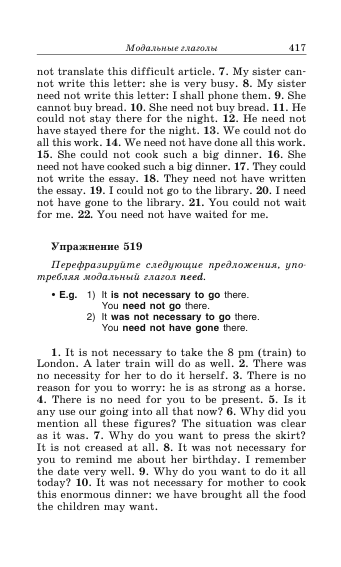 Модальные глаголы 417
not translate this difficult article. 7. My sister can-
not write this letter: she is very busy. 8. My sister
need not write this letter: I shall phone them. 9. She
cannot buy bread. 10. She need not buy bread. 11. He
could not stay there for the night. 12. He need not
have stayed there for the night. 13. We could not do
all this work. 14. We need not have done all this work.
15. She could not cook such a big dinner. 16. She
need not have cooked such a big dinner. 17. They could
not write the essay. 18. They need not have written
the essay. 19. I could not go to the library. 20. I need
not have gone to the library. 21. You could not wait
for me. 22. You need not have waited for me.
Упражнение 519
Перефразируйте следующие предложения, упо-
требляя модальный глагол need.
• E.g. 1) It is not necessary to go there.
You need not go there.
2) It was not necessary to go there.
You need not have gone there.
1. It is not necessary to take the 8 pm (train) to
London. A later train will do as well. 2. There was
no necessity for her to do it herself. 3. There is no
reason for you to worry: he is as strong as a horse.
4. There is no need for you to be present. 5. Is it
any use our going into all that now? 6. Why did you
mention all these figures? The situation was clear
as it was. 7. Why do you want to press the skirt?
It is not creased at all. 8. It was not necessary for
you to remind me about her birthday. I remember
the date very well. 9. Why do you want to do it all
today? 10. It was not necessary for mother to cook
this enormous dinner: we have brought all the food
the children may want.